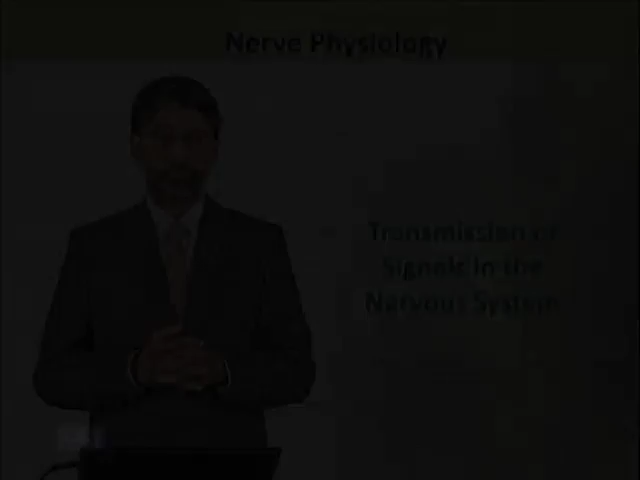 Nerve Physiology
Transmission of
Signals in the
Nervous System